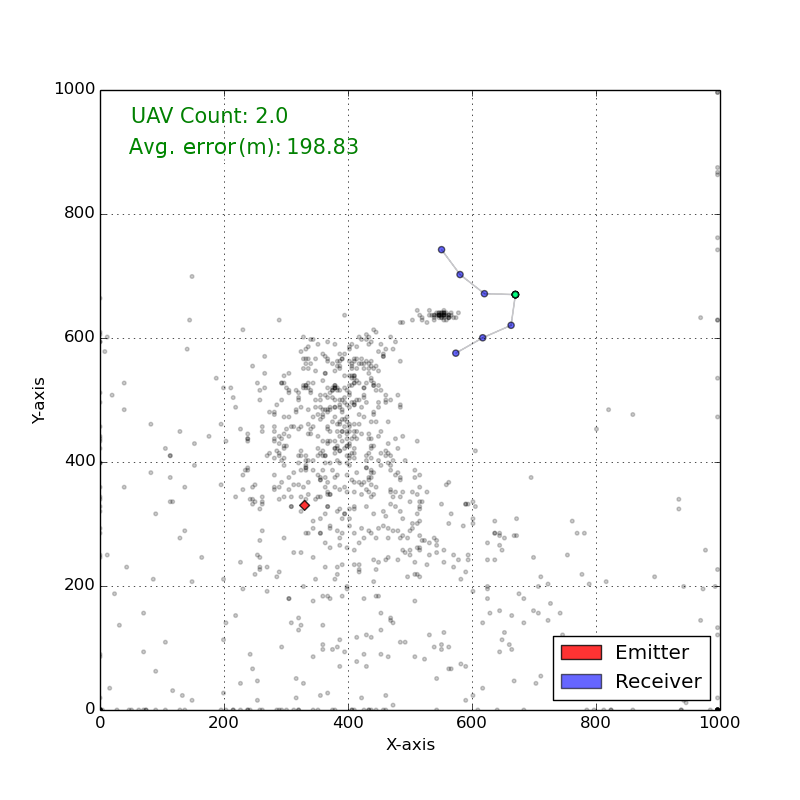 UAV Count: 2.0
Avg. error(m): 198.83
1000
800
600
400
200
0
Y-axis
0 200 400 600 800 1000
X-axis
Emitter
Receiver